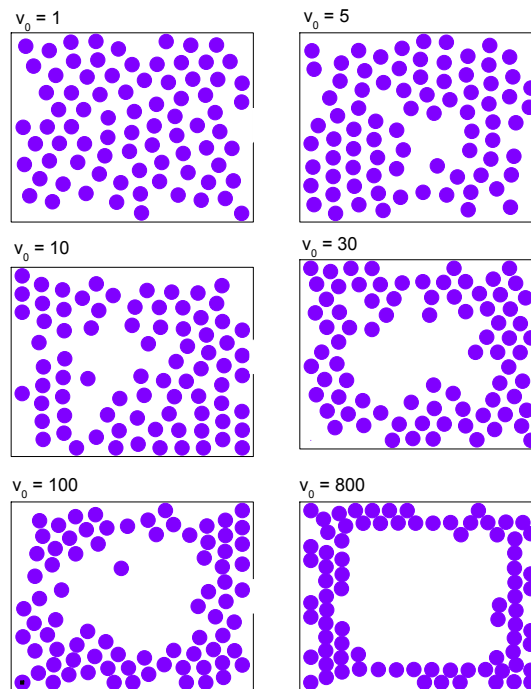 v₀ = 1
v₀ = 5
v₀ = 10
v₀ = 30
v₀ = 100
v₀ = 800